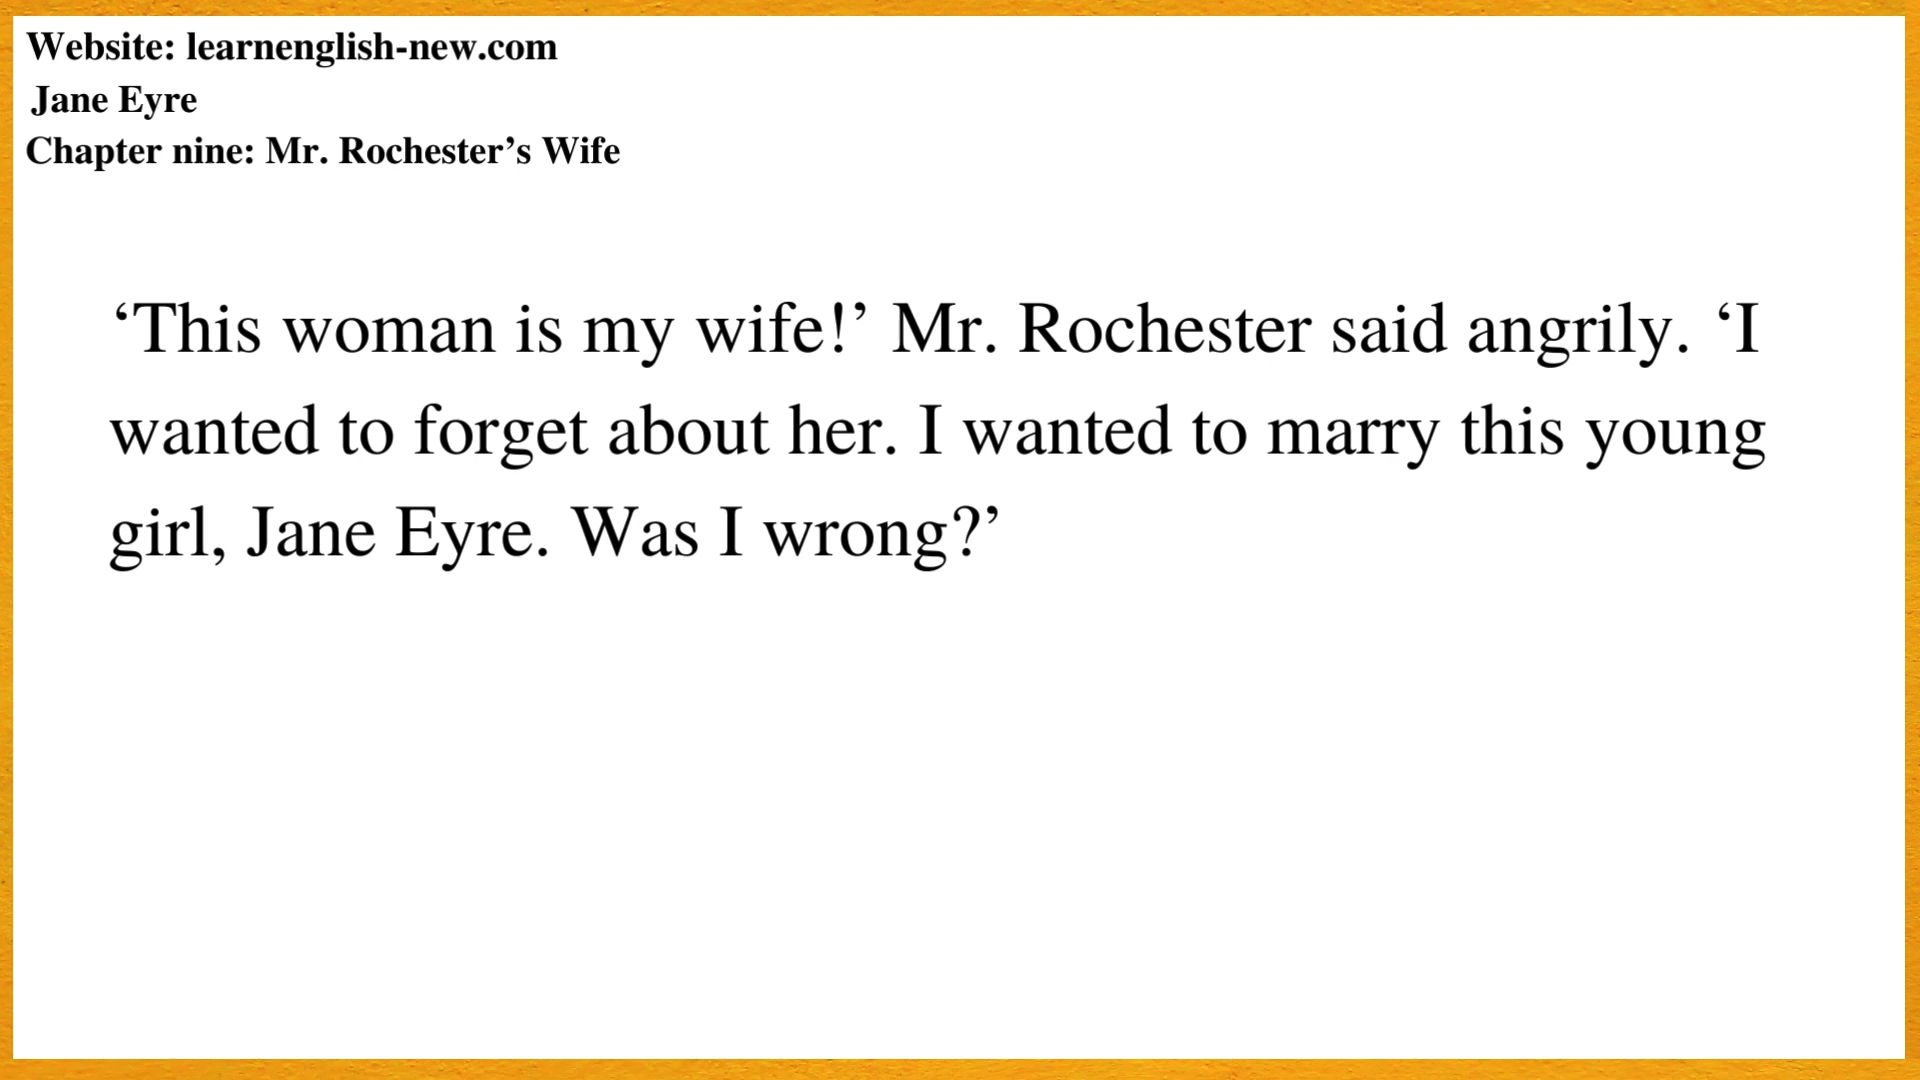 Website: learnenglish-new.com
Jane Eyre
Chapter nine: Mr. Rochester’s Wife
‘This woman is my wife!’ Mr. Rochester said angrily. ‘I
wanted to forget about her. I wanted to marry this young
girl, Jane Eyre. Was I wrong?’